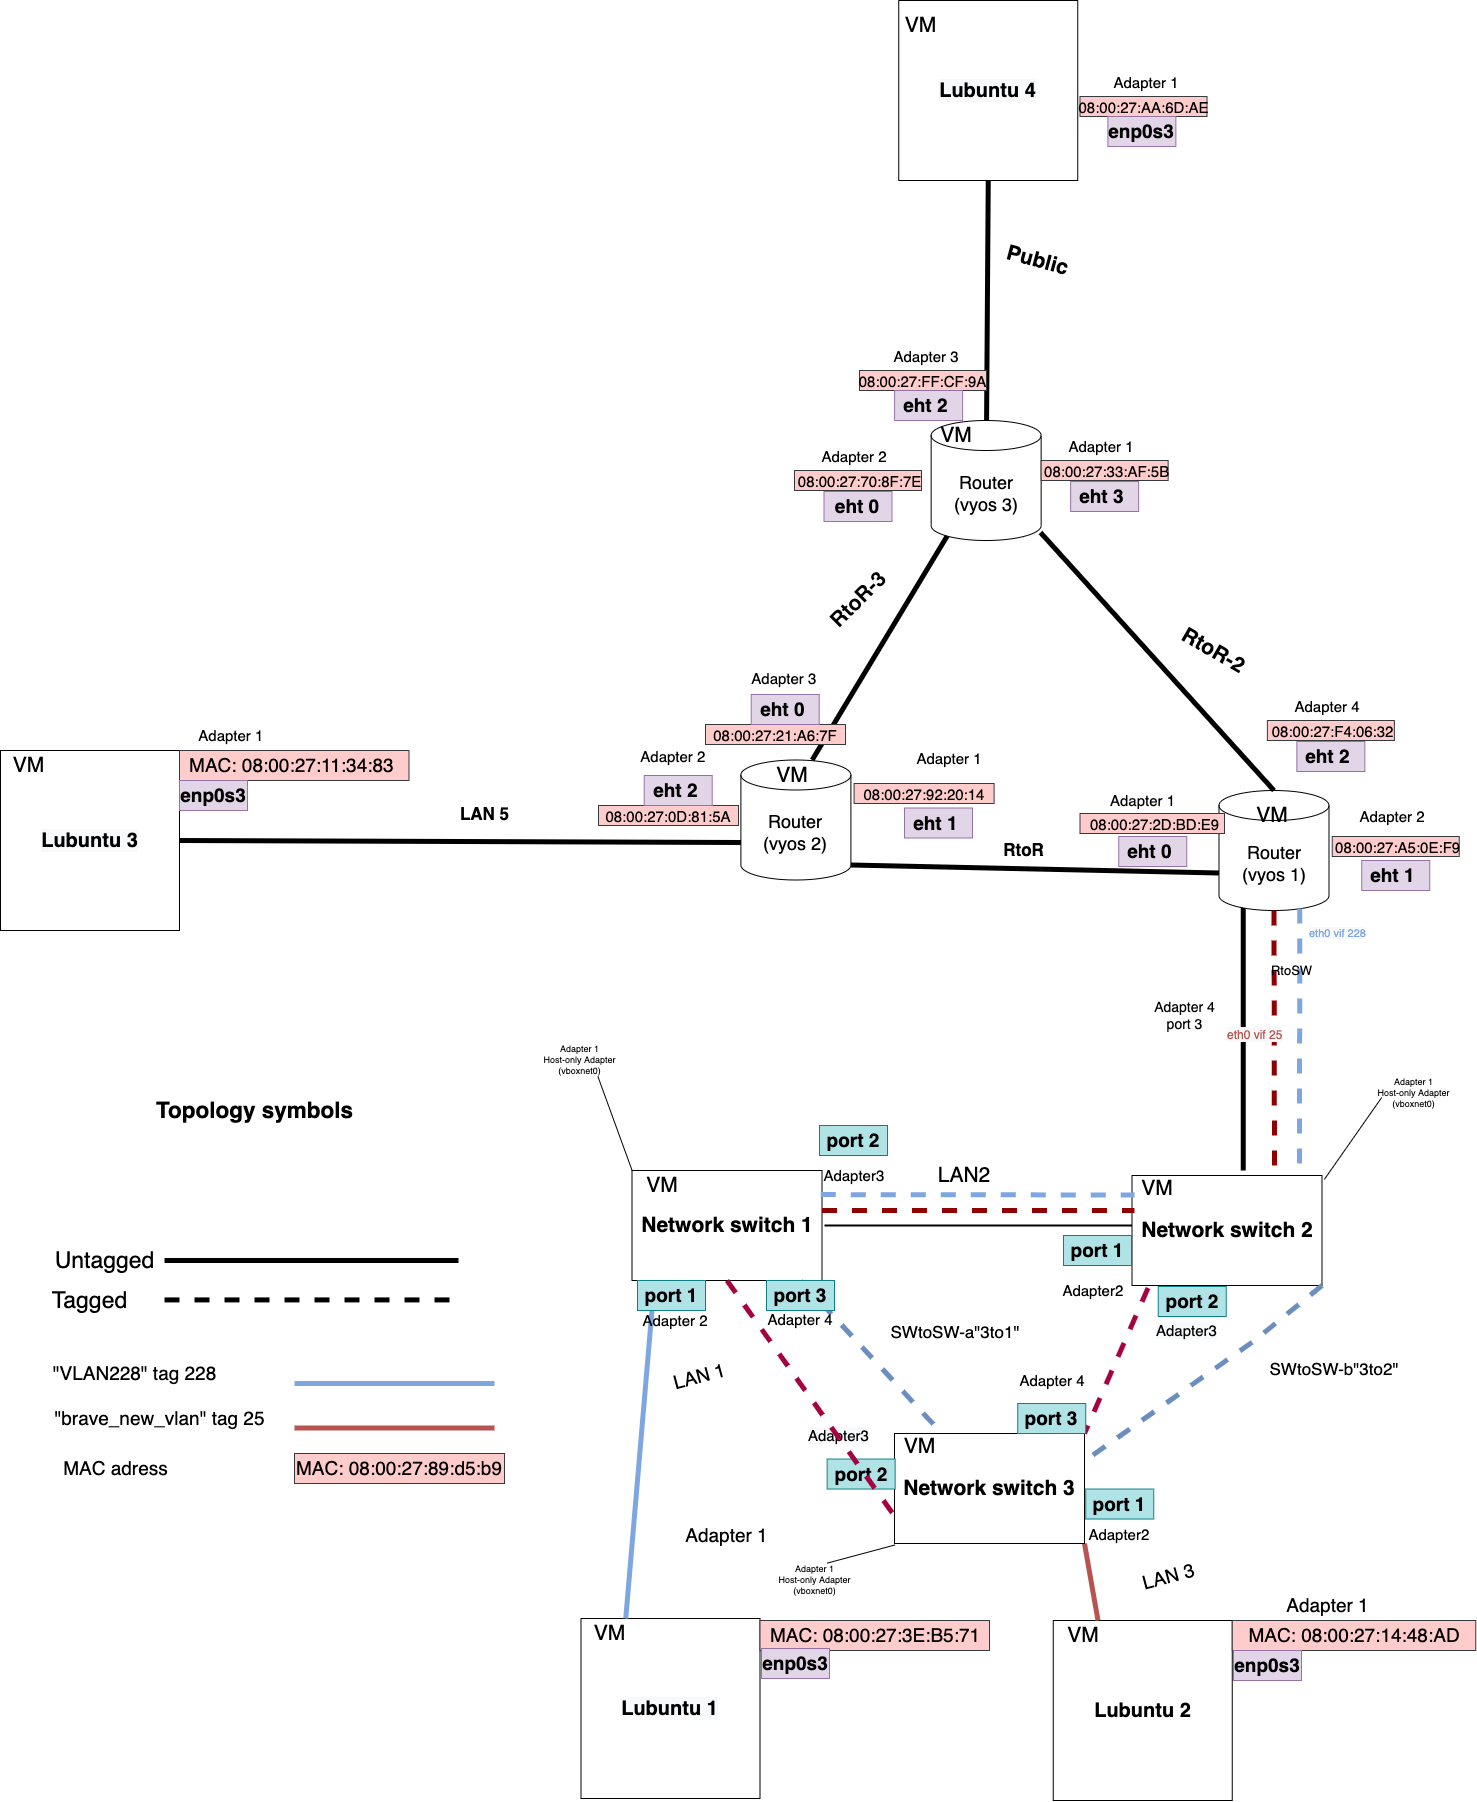 VM
Lubuntu 4
Adapter 1
08:00:27:AA:6D:AE
enp0s3
Public
Adapter 3
08:00:27:FF:CF:9A
eht 2
VM
Adapter 2
08:00:27:70:8F:7E
eht 0
Router
(vyos 3)
Adapter 1
08:00:27:33:AF:5B
eht 3
RtoR-3
RtoR-2
Adapter 3
eht 0
08:00:27:21:A6:7F
Adapter 4
08:00:27:F4:06:32
eht 2
Adapter 1
VM
MAC: 08:00:27:11:34:83
enp0s3
Lubuntu 3
LAN 5
Adapter 2
eht 2
08:00:27:0D:81:5A
VM
Router
(vyos 2)
Adapter 1
08:00:27:92:20:14
eht 1
RtoR
Adapter 1
08:00:27:2D:BD:E9
eht 0
VM
Router
(vyos 1)
Adapter 2
08:00:27:A5:0E:F9
eht 1
eth0 vif 228
RtoSW
Adapter 4
port 3
eth0 vif 25
Adapter 1
Host-only Adapter
(vboxnet0)
Adapter 1
Host-only Adapter
(vboxnet0)
Topology symbols
port 2
Adapter3
LAN2
VM
Network switch 1
VM
Network switch 2
port 1
Adapter2
Untagged
Tagged
port 1
Adapter 2
port 3
Adapter 4
port 2
Adapter3
SWtoSW-a"3to1"
SWtoSW-b"3to2"
LAN 1
"VLAN228" tag 228
"brave_new_vlan" tag 25
MAC adress
MAC: 08:00:27:89:d5:b9
Adapter 4
port 3
Adapter3
port 2
VM
Network switch 3
port 1
Adapter2
Adapter 1
Adapter 1
Host-only Adapter
(vboxnet0)
LAN 3
VM
MAC: 08:00:27:3E:B5:71
enp0s3
Lubuntu 1
Adapter 1
VM
MAC: 08:00:27:14:48:AD
enp0s3
Lubuntu 2